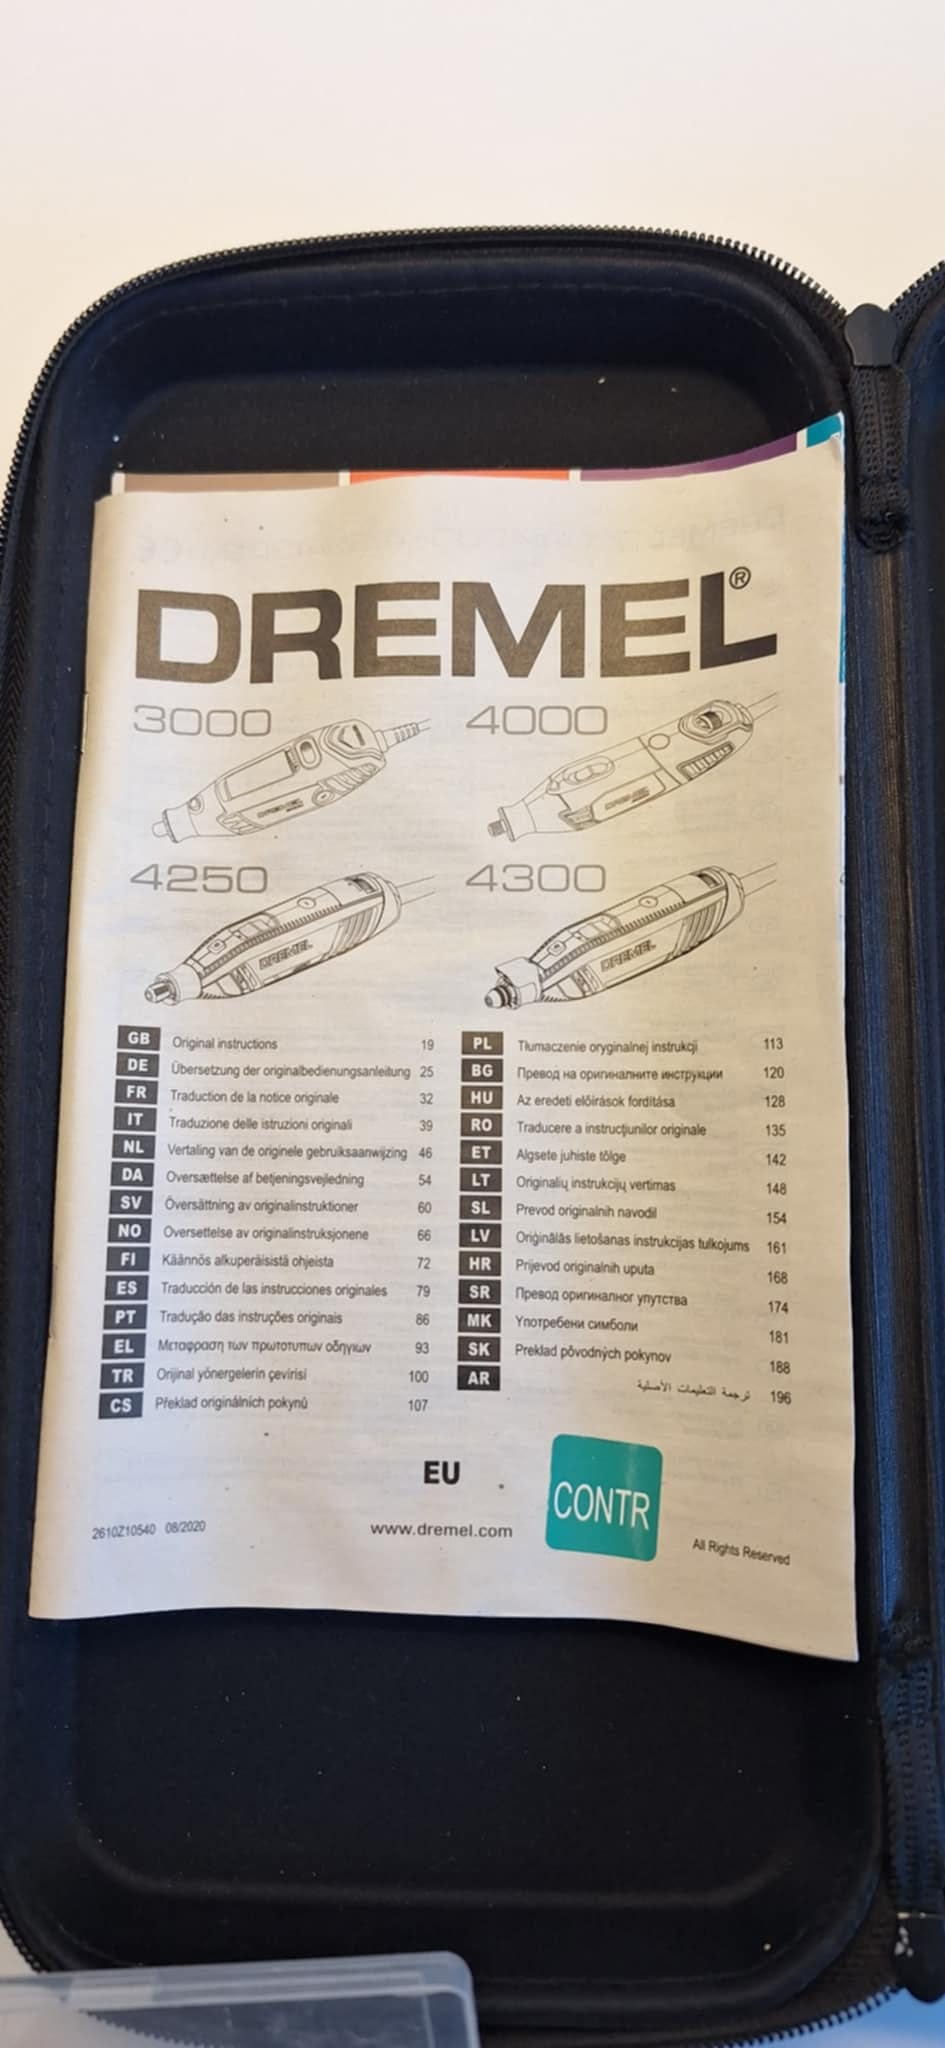 DREMEL®
3000
4000
DREMEL
DREMEL
4250
4300
DREMEL
DREMEL
GB Original instructions 19
DE Übersetzung der originalbedienungsanleitung 25
FR Traduction de la notice originale 32
IT Traduzione delle istruzioni originali 39
NL Vertaling van de originele gebruiksaanwijzing 46
DA Oversættelse af betjeningsvejledning 54
SV Översättning av originalinstruktioner 60
NO Oversettelse av originalinstruksjonene 66
FI Käännös alkuperäisistä ohjeista 72
ES Traducción de las instrucciones originales 79
PT Tradução das instruções originais 86
EL Μεταφραση των πρωτοτυπων οδηγιων 93
TR Orijinal yönergelerin çevirisi 100
CS Překlad originálních pokynů 107
PL Tłumaczenie oryginalnej instrukcji 113
BG Превод на оригиналните инструкции 120
HU Az eredeti előírások fordítása 128
RO Traducere a instrucțiunilor originale 135
ET Algsete juhiste tõlge 142
LT Originalių instrukcijų vertimas 148
SL Prevod originalnih navodil 154
LV Oriģinālās lietošanas instrukcijas tulkojums 161
HR Prijevod originalnih uputa 168
SR Превод оригиналног упутства 174
MK Употребени симболи 181
SK Preklad pôvodných pokynov 188
AR ترجمة التعليمات الأصلية 196
EU
CONTR
2610Z10540 08/2020
www.dremel.com
All Rights Reserved